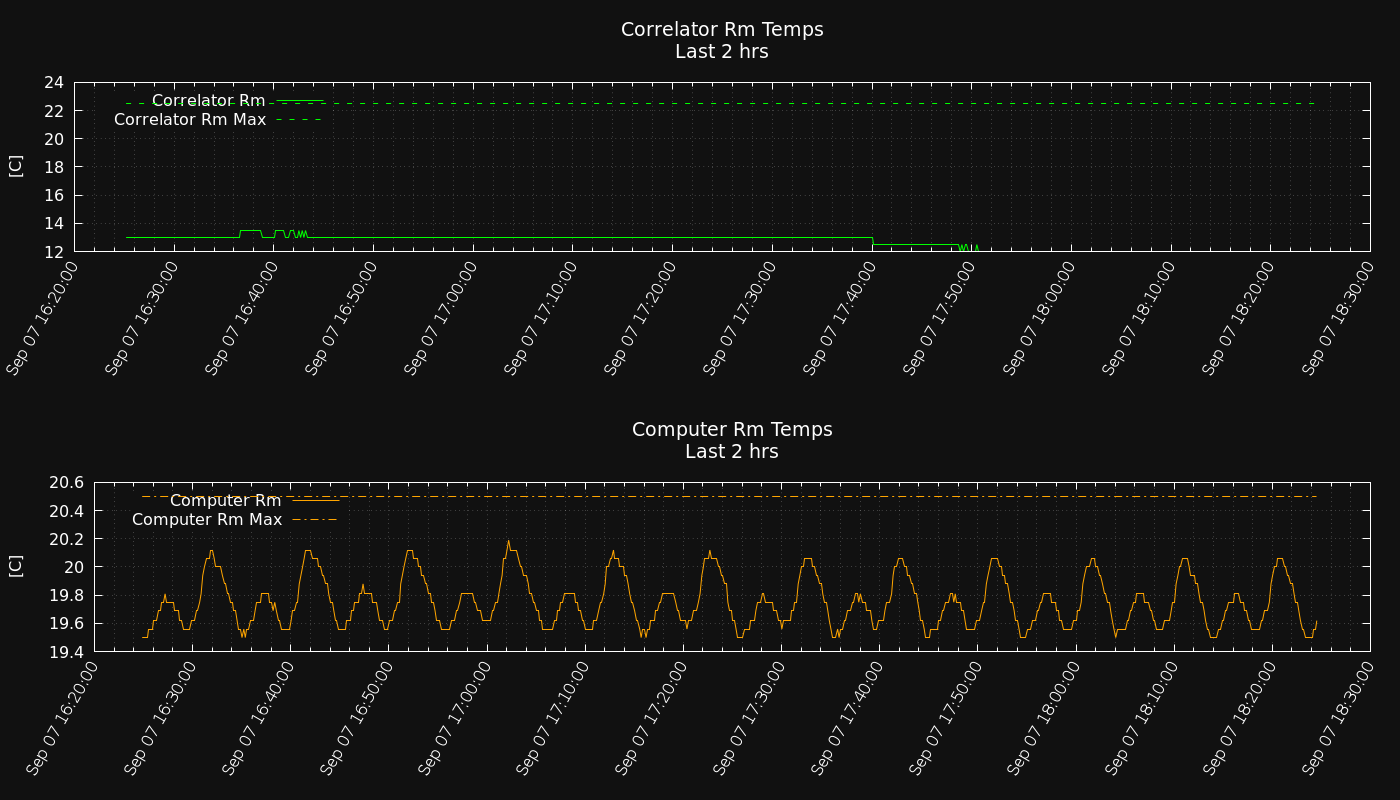 Correlator Rm Temps
Last 2 hrs
24
22
20
18
16
14
12
[C]
Correlator Rm
Correlator Rm Max
Sep 07 16:20:00
Sep 07 16:30:00
Sep 07 16:40:00
Sep 07 16:50:00
Sep 07 17:00:00
Sep 07 17:10:00
Sep 07 17:20:00
Sep 07 17:30:00
Sep 07 17:40:00
Sep 07 17:50:00
Sep 07 18:00:00
Sep 07 18:10:00
Sep 07 18:20:00
Sep 07 18:30:00
Computer Rm Temps
Last 2 hrs
20.6
20.4
20.2
20
19.8
19.6
19.4
[C]
Computer Rm
Computer Rm Max
Sep 07 16:20:00
Sep 07 16:30:00
Sep 07 16:40:00
Sep 07 16:50:00
Sep 07 17:00:00
Sep 07 17:10:00
Sep 07 17:20:00
Sep 07 17:30:00
Sep 07 17:40:00
Sep 07 17:50:00
Sep 07 18:00:00
Sep 07 18:10:00
Sep 07 18:20:00
Sep 07 18:30:00